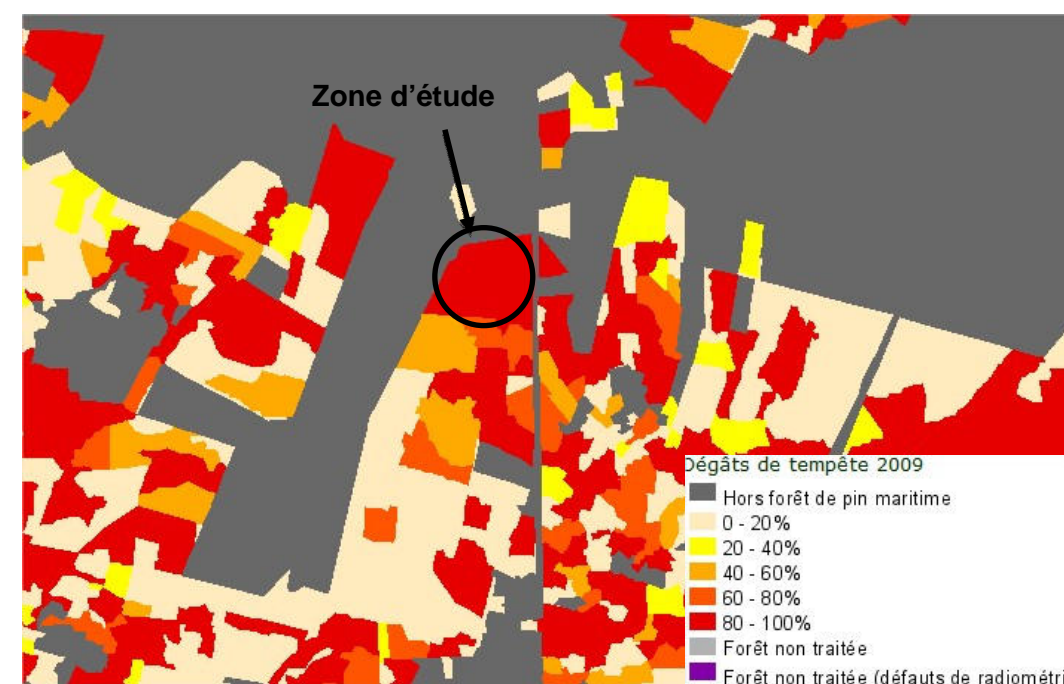 Zone d'étude
Dégâts de tempête 2009
Hors forêt de pin maritime
0 - 20%
20 - 40%
40 - 60%
60 - 80%
80 - 100%
Forêt non traitée
Forêt non traitée (défauts de radiométri